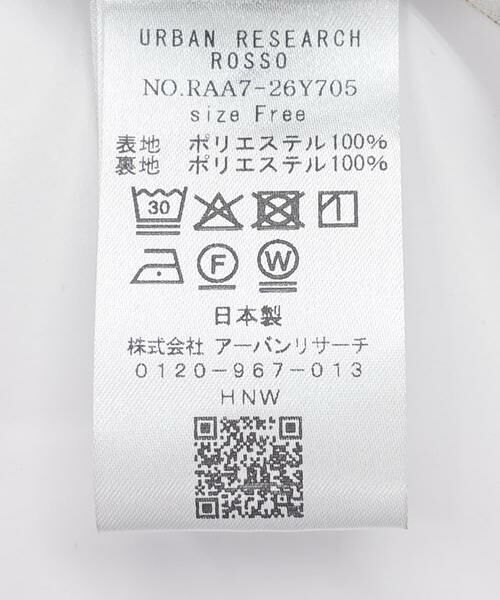 URBAN RESEARCH
ROSSO
NO.RAA7-26Y705
size Free
表地 ポリエステル100%
裏地 ポリエステル100%
30
F W
日本製
株式会社 アーバンリサーチ
0120-967-013
HNW